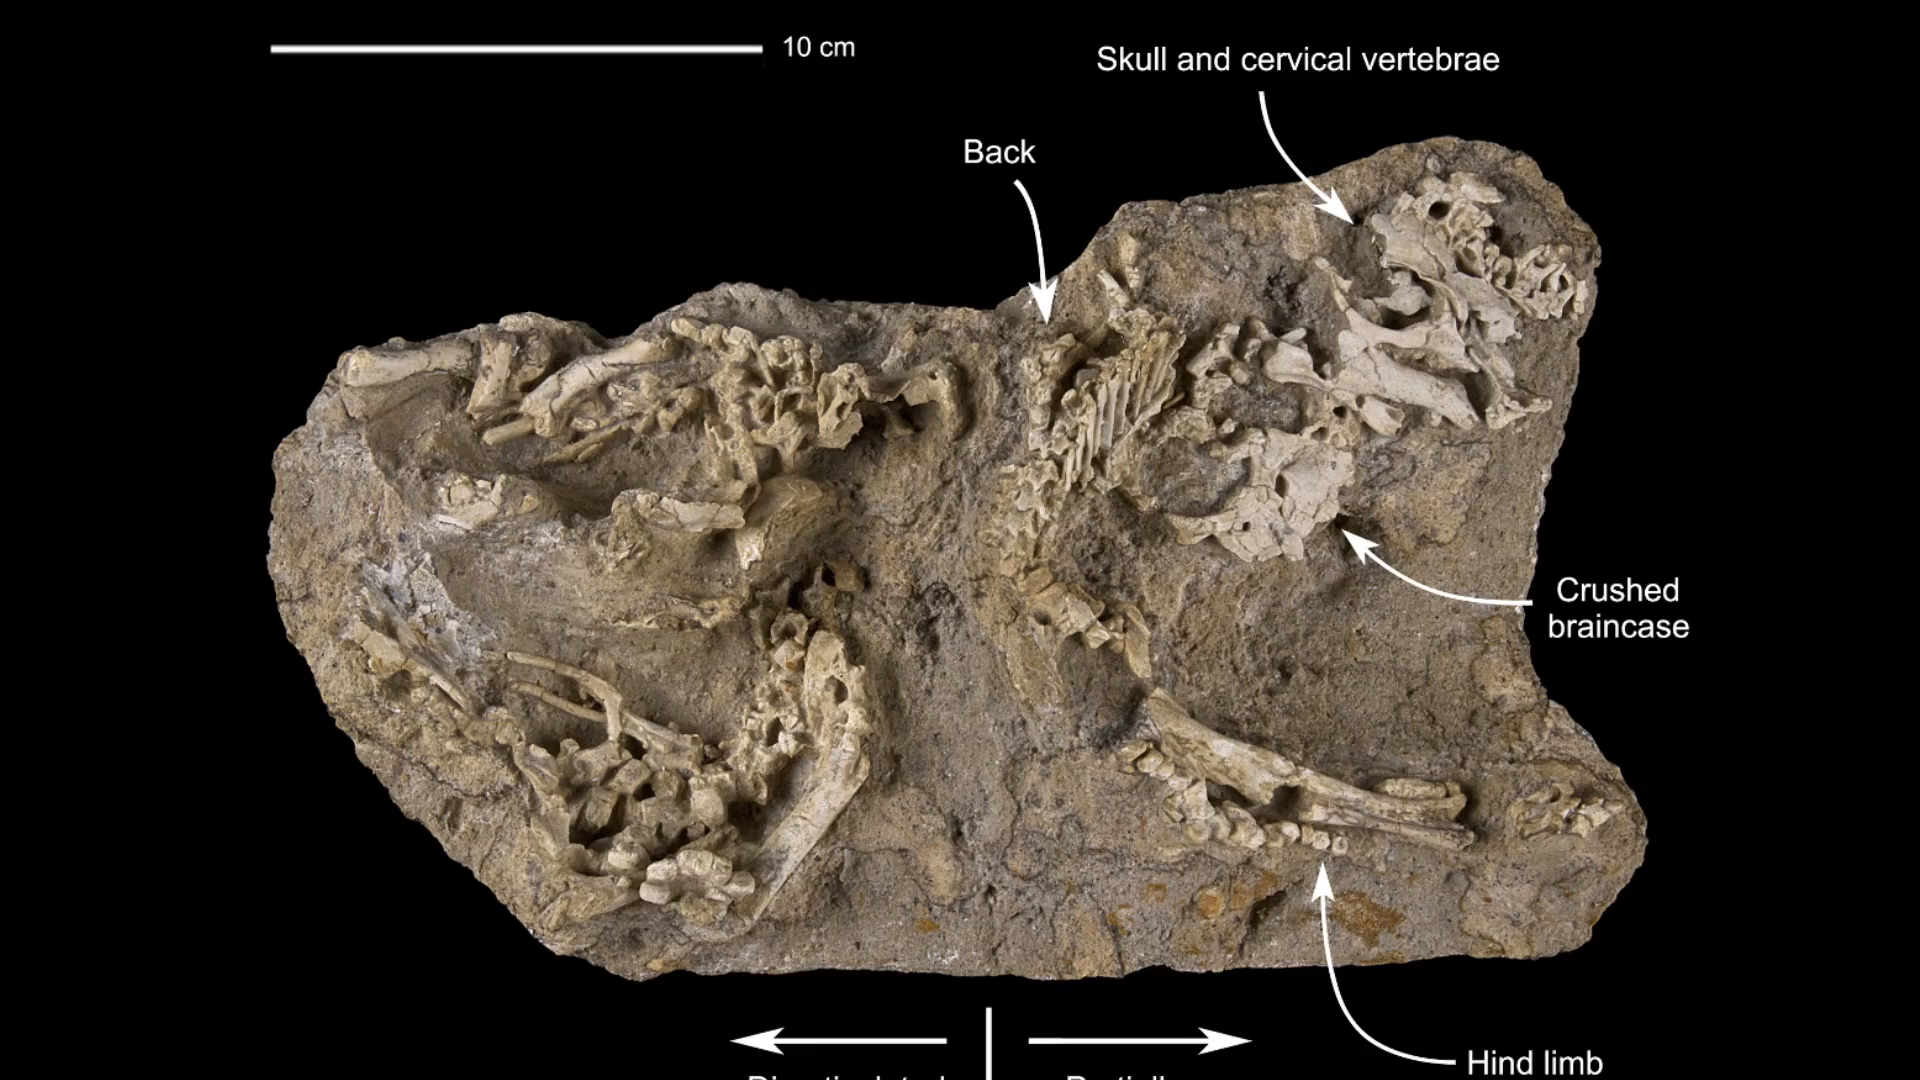 10 cm
Skull and cervical vertebrae
Back
Crushed
braincase
Hind limb